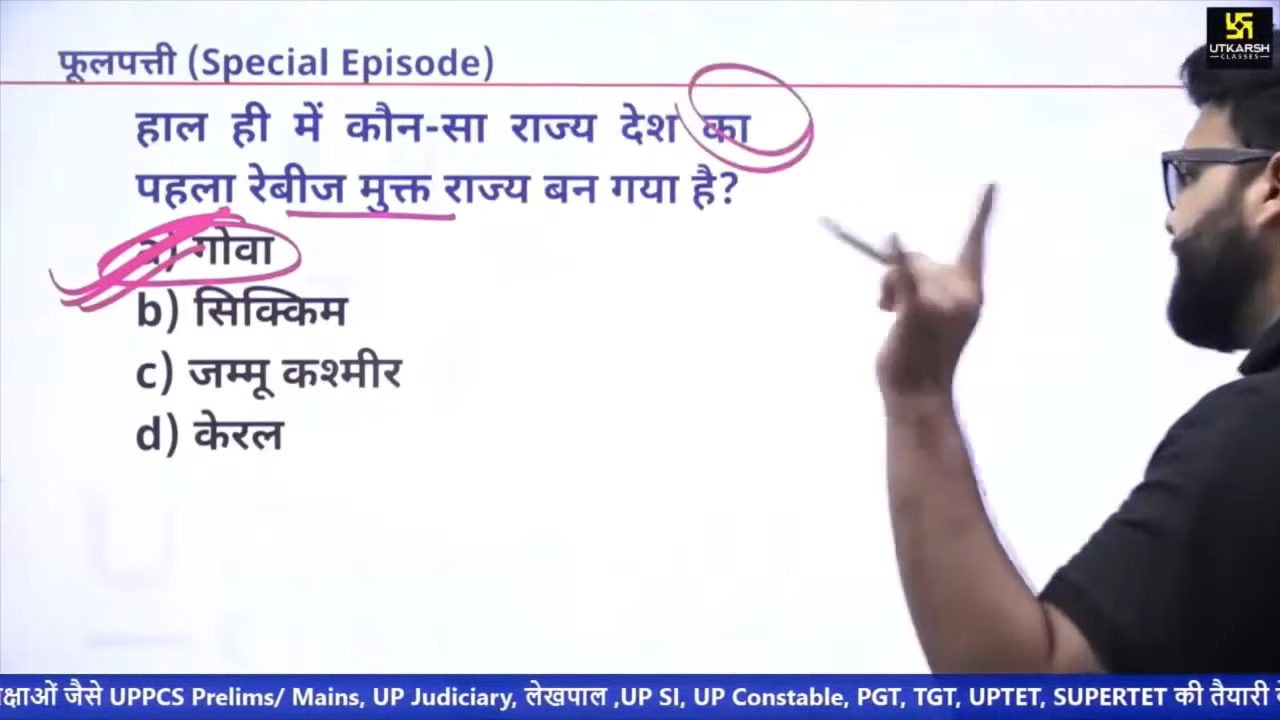 फूलपत्ती (Special Episode)
UTKARSH
CLASSES
हाल ही में कौन-सा राज्य देश का
पहला रेबीज मुक्त राज्य बन गया है?
a) गोवा
b) सिक्किम
c) जम्मू कश्मीर
d) केरल
जैसे UPPCS Prelims/ Mains, UP Judiciary, लेखपाल ,UP SI, UP Constable, PGT, TGT, UPTET, SUPERTET की तैयारी